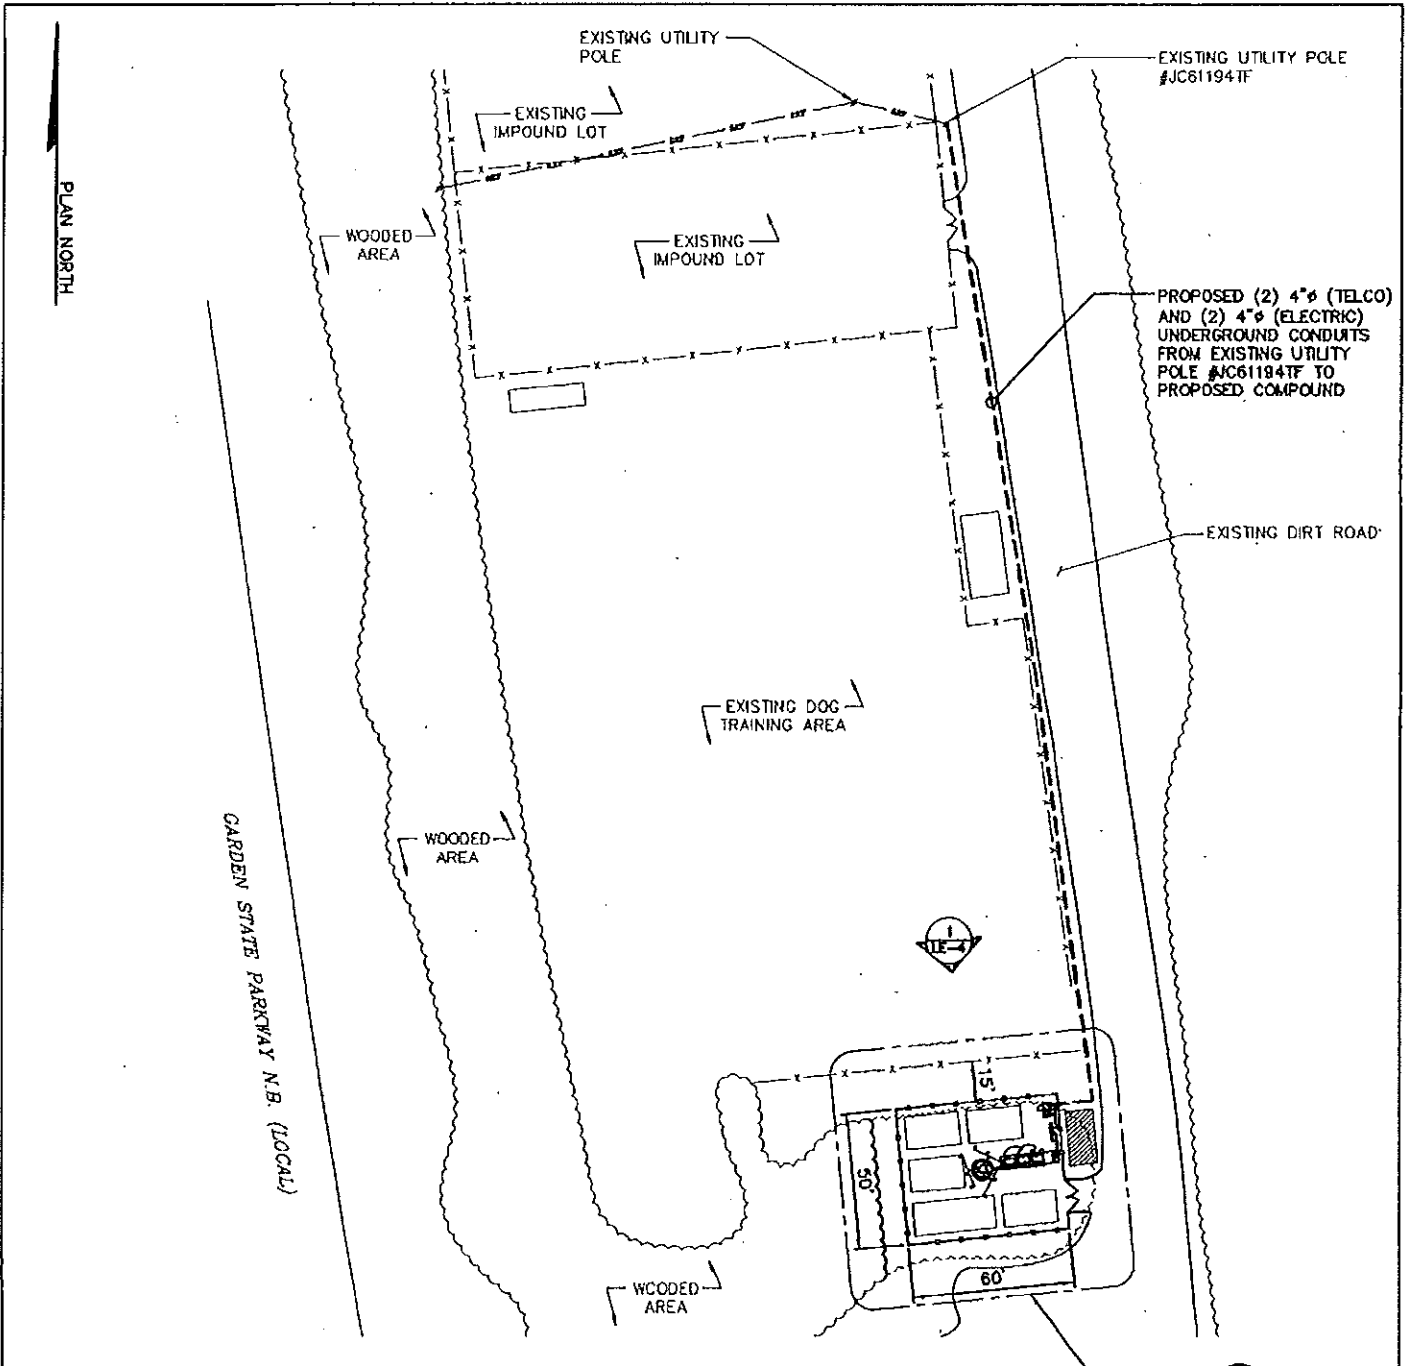 EXISTING UTILITY
POLE
EXISTING UTILITY POLE
#JC61194TF
EXISTING
IMPOUND LOT
PLAN NORTH
WOODED
AREA
EXISTING
IMPOUND LOT
PROPOSED (2) 4"ø (TELCO)
AND (2) 4"ø (ELECTRIC)
UNDERGROUND CONDUITS
FROM EXISTING UTILITY
POLE #JC61194TF TO
PROPOSED COMPOUND
EXISTING DIRT ROAD
EXISTING DOG
TRAINING AREA
WOODED
AREA
GARDEN STATE PARKWAY N.B. (LOCAL)
1
LE-4
15'
50'
60'
WOODED
AREA